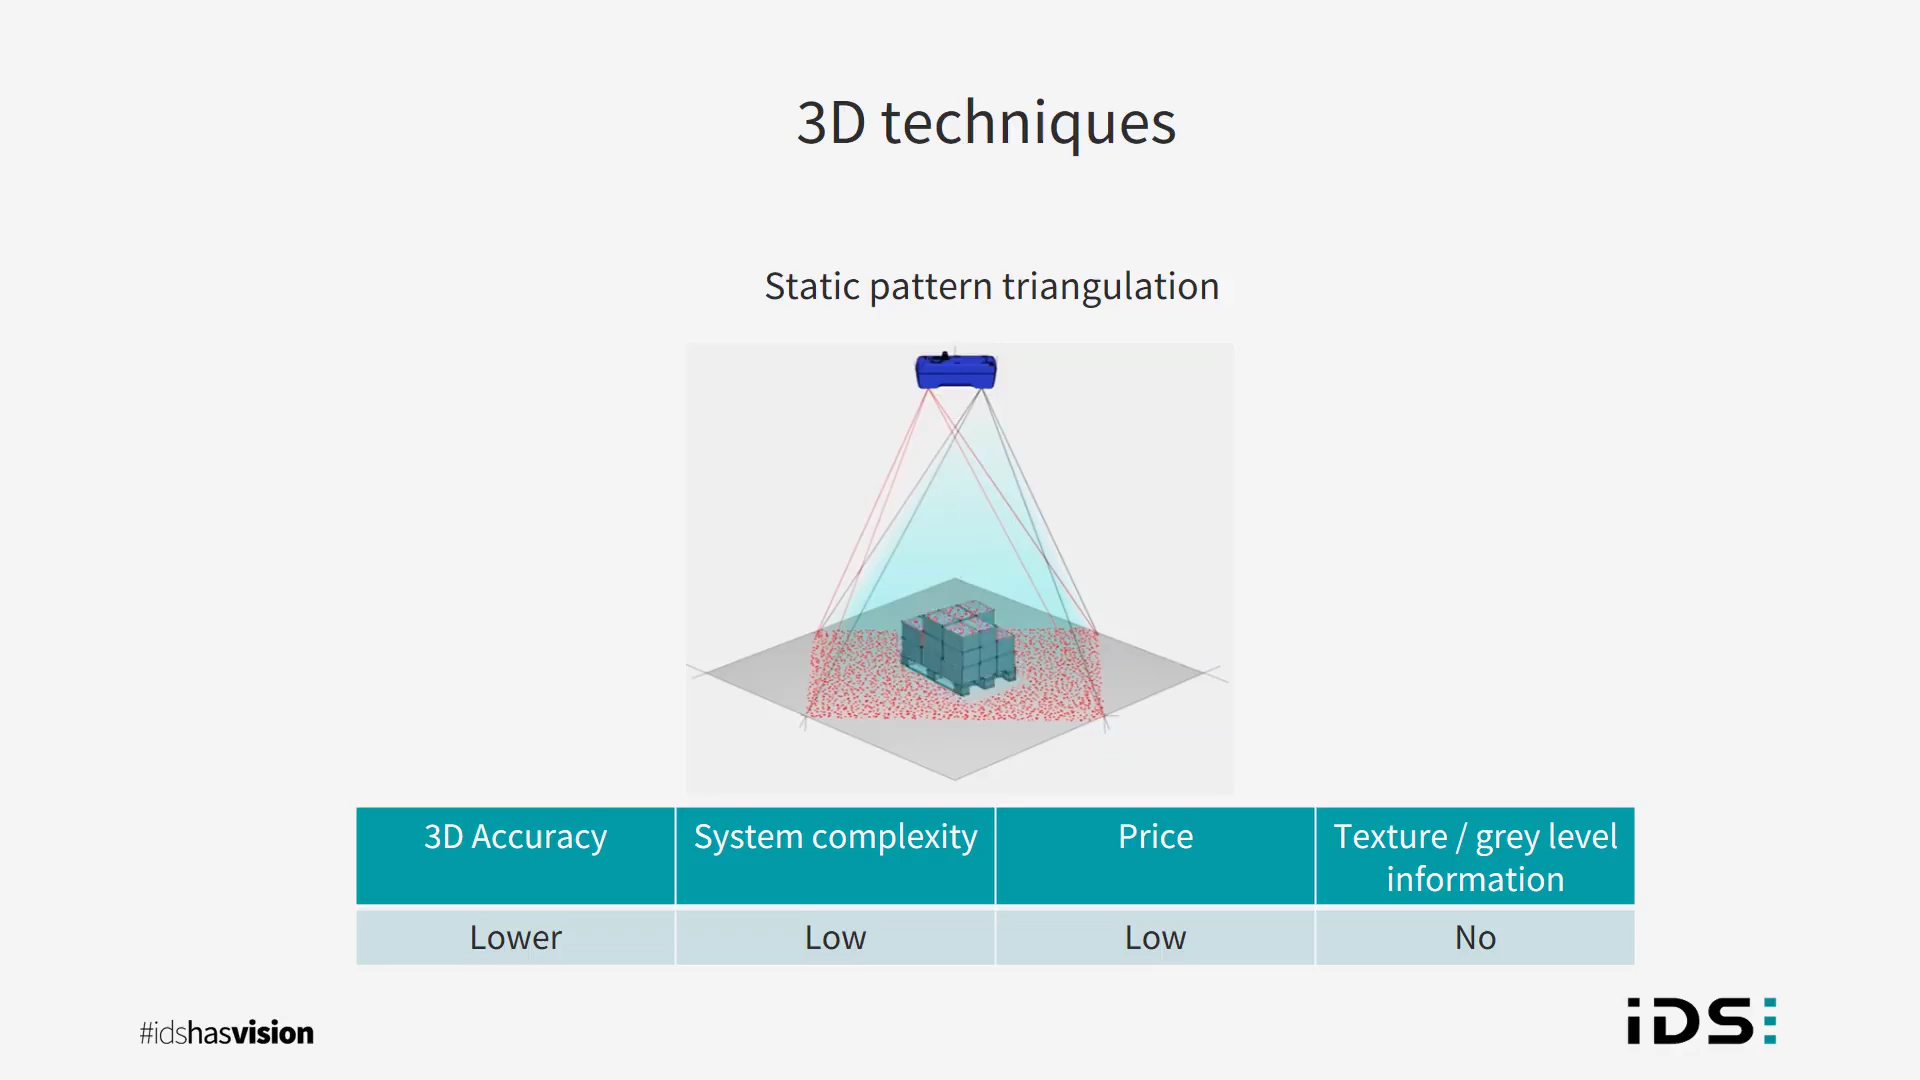 3D techniques
Static pattern triangulation
3D Accuracy
System complexity
Price
Texture / grey level
information
Lower
Low
Low
No
#idshasvision
iDS